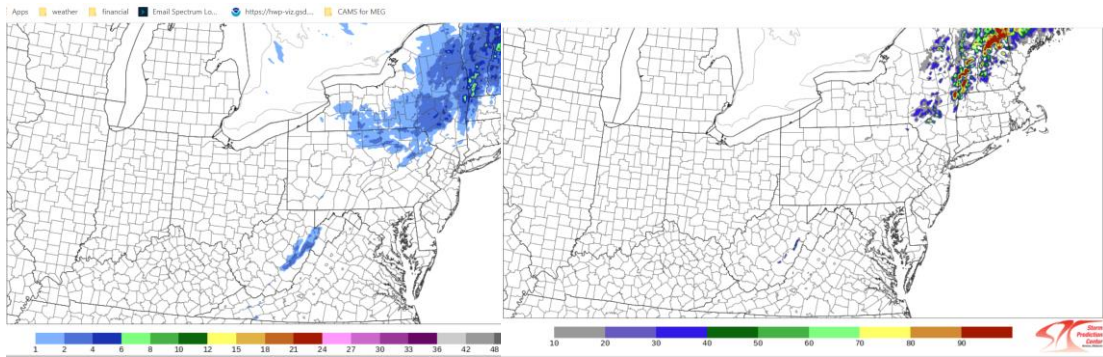 Apps weather financial Email Spectrum Lo... https://hwp-viz.gsd.... CAMS for MEG
1 2 4 6 8 10 12 15 18 21 24 27 30 33 36 42 48
10 20 30 40 50 60 70 80 90
Storm
Prediction
Center